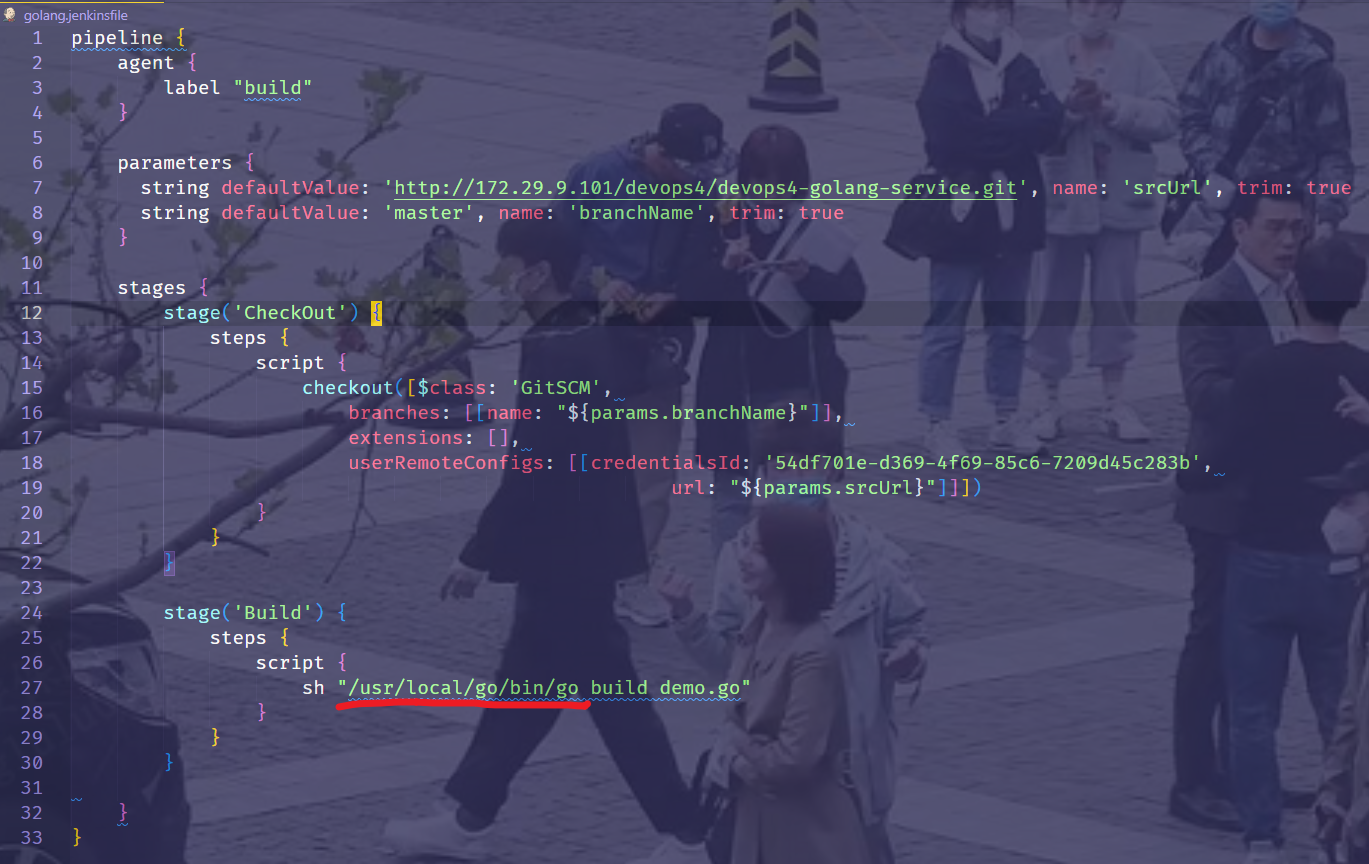 golang.jenkinsfile
1 pipeline {
2     agent {
3         label "build"
4     }
5
6     parameters {
7       string defaultValue: 'http://172.29.9.101/devops4/devops4-golang-service.git', name: 'srcUrl', trim: true
8       string defaultValue: 'master', name: 'branchName', trim: true
9     }
10
11     stages {
12         stage('CheckOut') {
13             steps {
14                 script {
15                     checkout([$class: 'GitSCM',
16                         branches: [[name: "${params.branchName}"]],
17                         extensions: [],
18                         userRemoteConfigs: [[credentialsId: '54df701e-d369-4f69-85c6-7209d45c283b',
19                                                     url: "${params.srcUrl}"]]])
20                 }
21             }
22         }
23
24         stage('Build') {
25             steps {
26                 script {
27                     sh "/usr/local/go/bin/go build demo.go"
28                 }
29             }
30         }
31
32     }
33 }